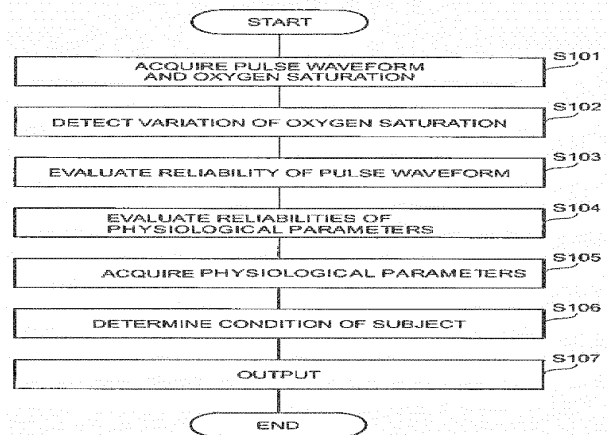 START
S101
ACQUIRE PULSE WAVEFORM
AND OXYGEN SATURATION
S102
DETECT VARIATION OF OXYGEN SATURATION
S103
EVALUATE RELIABILITY OF PULSE WAVEFORM
S104
EVALUATE RELIABILITIES OF
PHYSIOLOGICAL PARAMETERS
S105
ACQUIRE PHYSIOLOGICAL PARAMETERS
S106
DETERMINE CONDITION OF SUBJECT
S107
OUTPUT
END